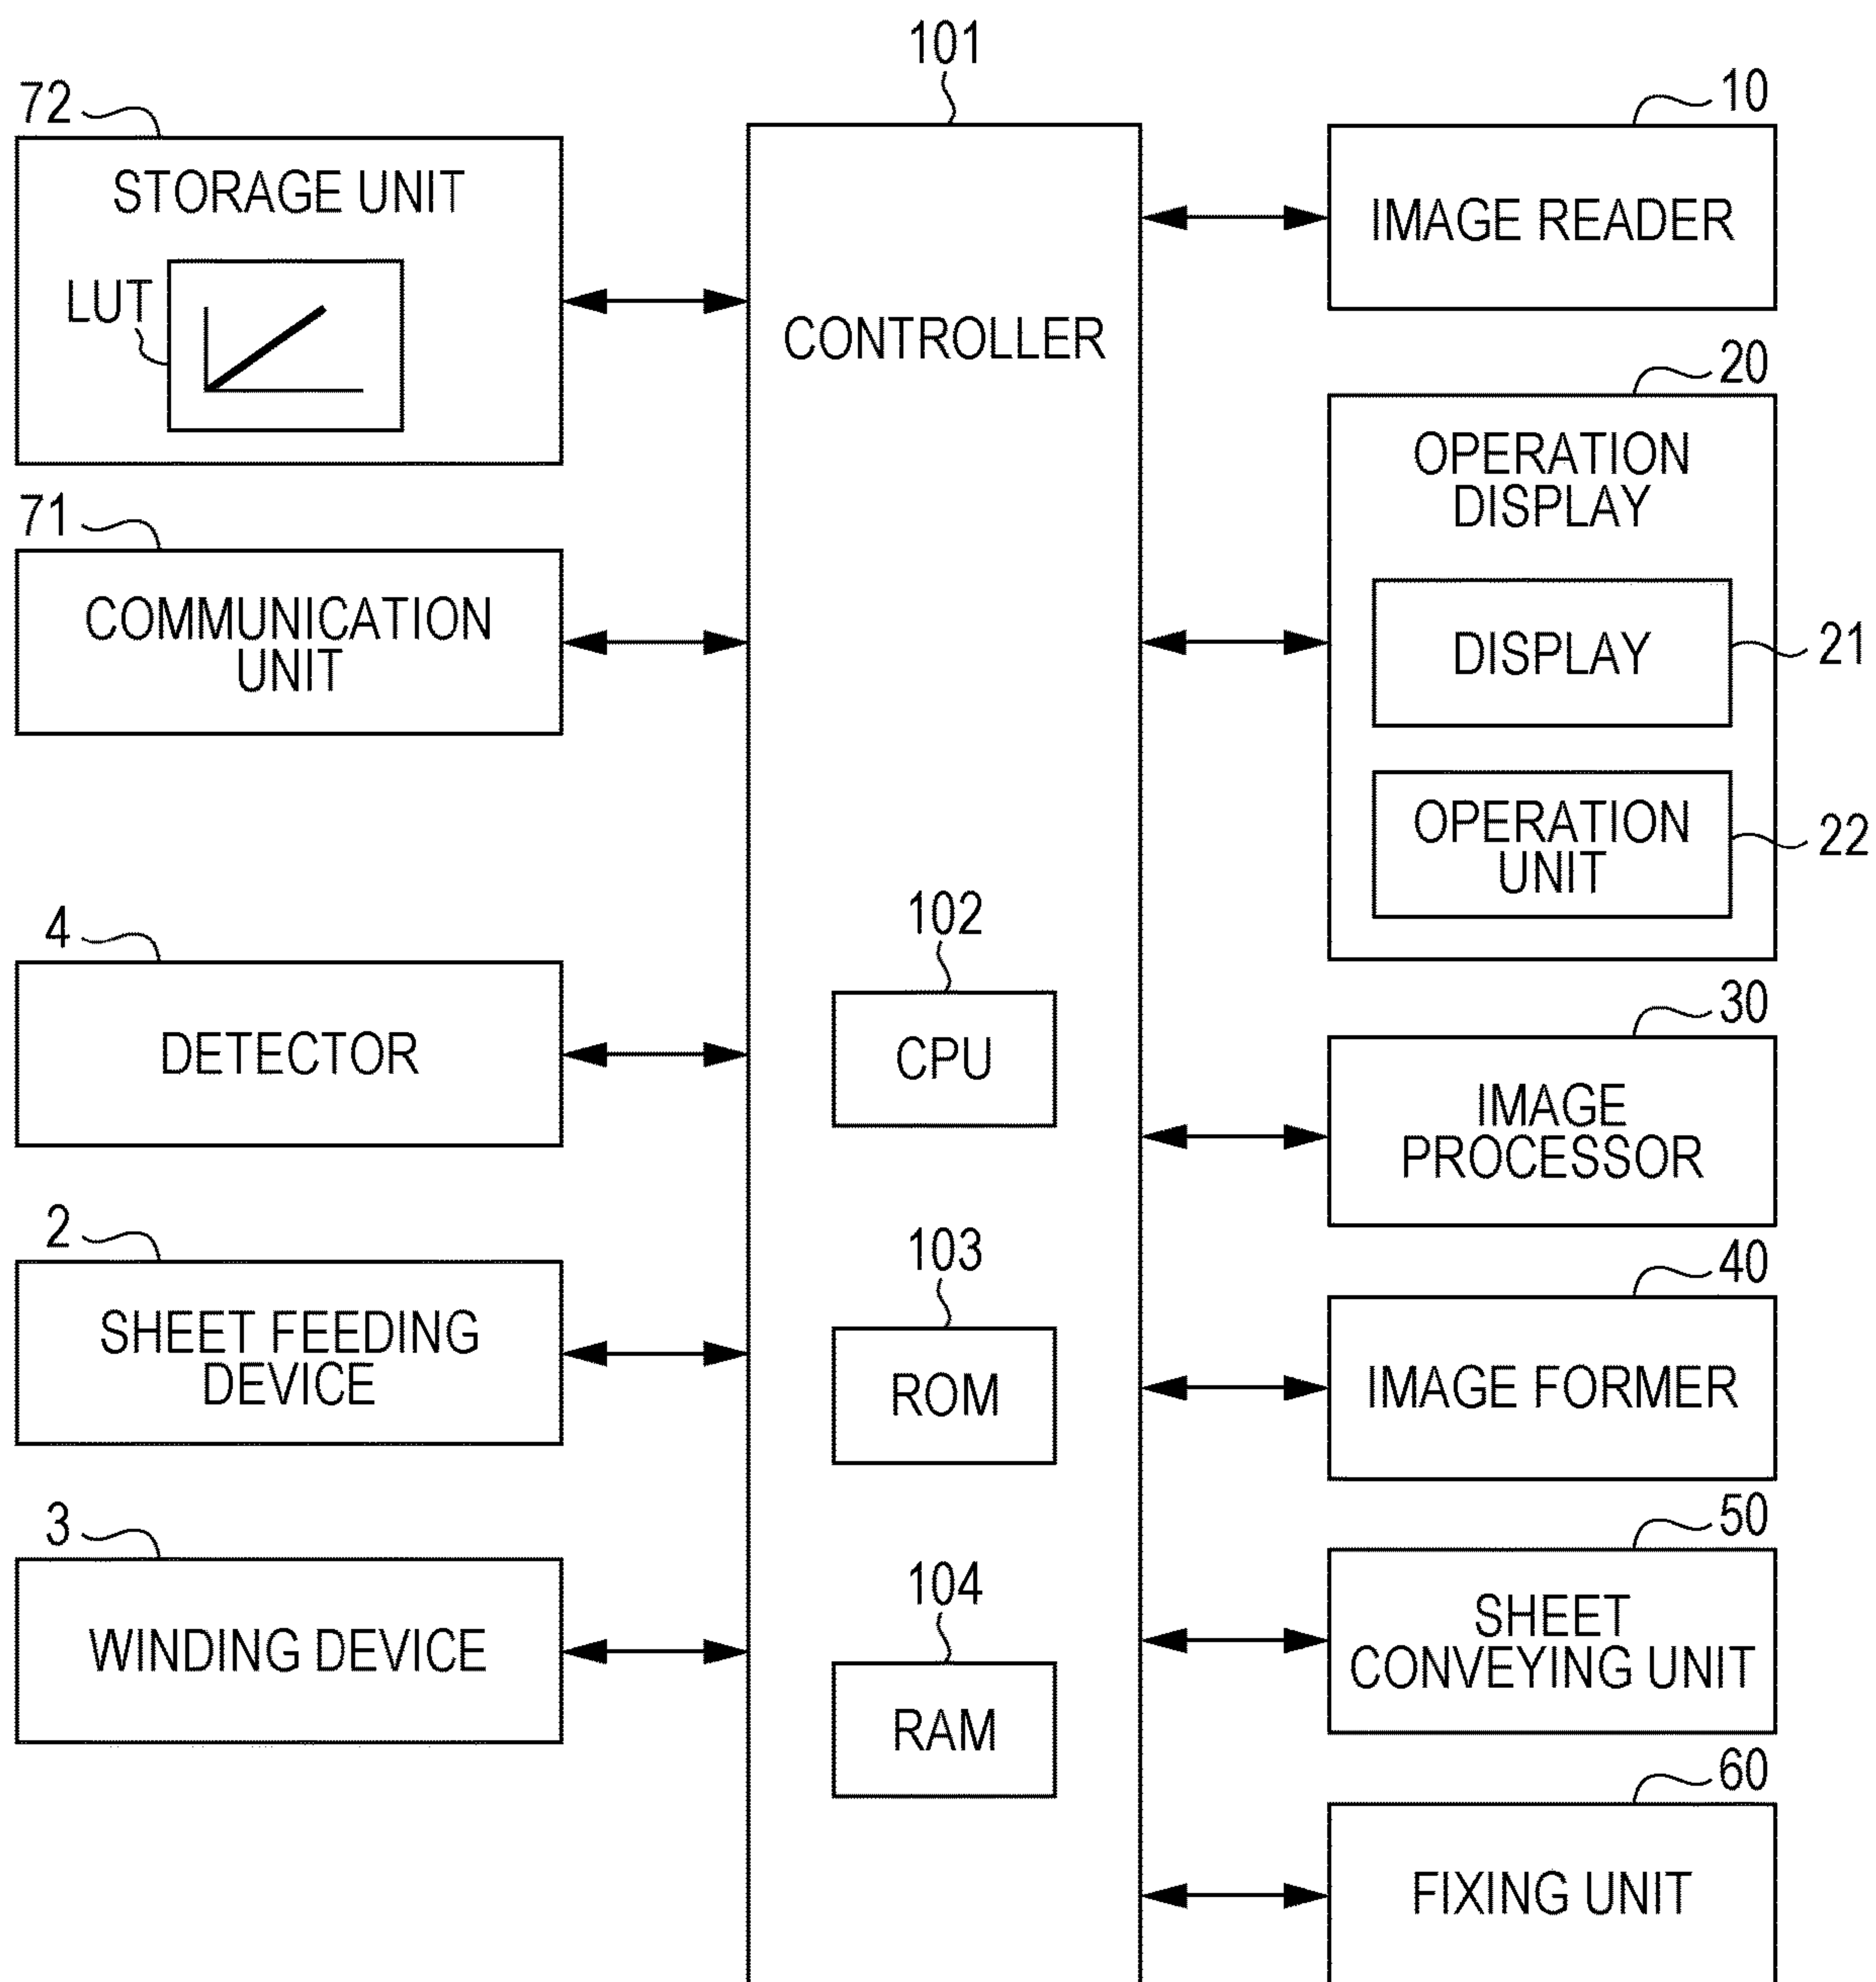 101
72
STORAGE UNIT
LUT
71
COMMUNICATION
UNIT
4
DETECTOR
2
SHEET FEEDING
DEVICE
3
WINDING DEVICE
CONTROLLER
102
CPU
103
ROM
104
RAM
10
IMAGE READER
20
OPERATION
DISPLAY
DISPLAY
21
OPERATION
UNIT
22
30
IMAGE
PROCESSOR
40
IMAGE FORMER
50
SHEET
CONVEYING UNIT
60
FIXING UNIT